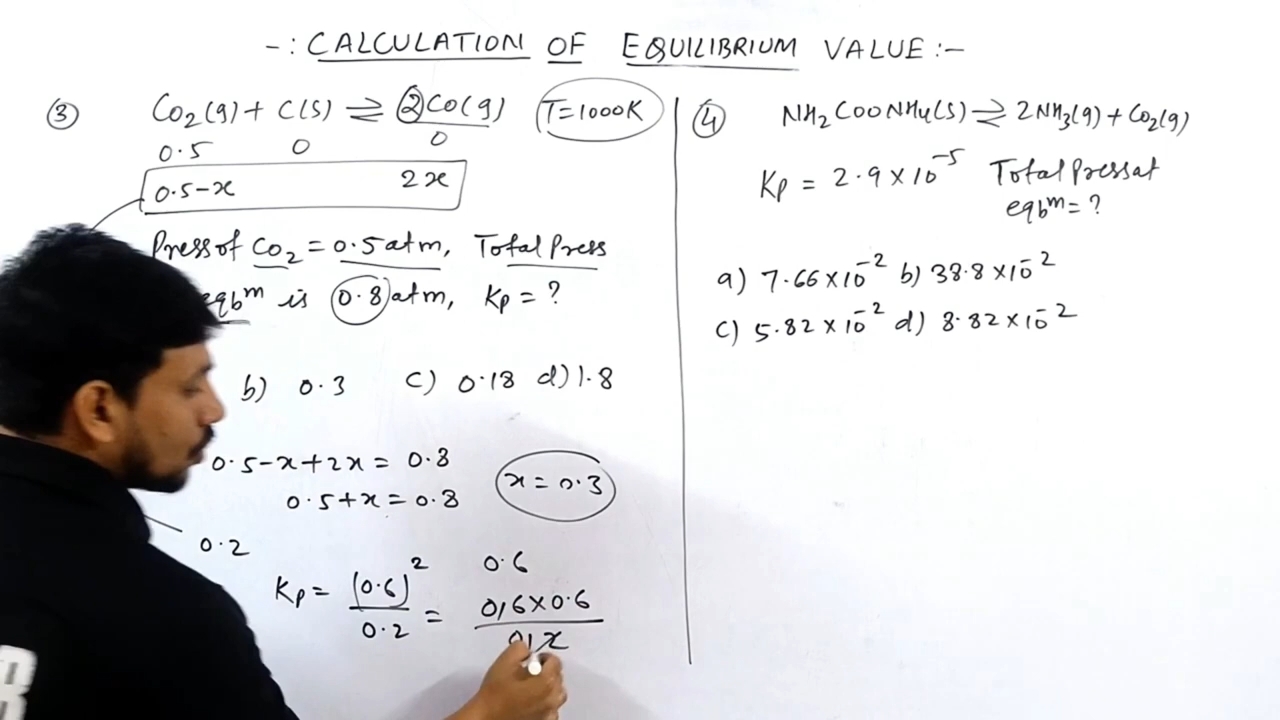 -: CALCULATION OF EQUILIBRIUM VALUE :-
③ CO₂(g) + C(s) ⇌ 2CO(g) T=1000K
0.5 0 0
0.5-x 2x
Press of CO₂ = 0.5 atm, Total Press
eqbᵐ is 0.8 atm, Kp = ?
b) 0.3 c) 0.18 d) 1.8
0.5-x+2x = 0.8
0.5+x = 0.8 x = 0.3
0.2 0.6
Kp = (0.6)² / 0.2 = 0.6×0.6 /
④ NH₂COONH₄(s) ⇌ 2NH₃(g) + CO₂(g)
Kp = 2.9×10⁻⁵ Total Press at
eqbᵐ = ?
a) 7.66×10⁻² b) 38.8×10⁻²
c) 5.82×10⁻² d) 8.82×10⁻²